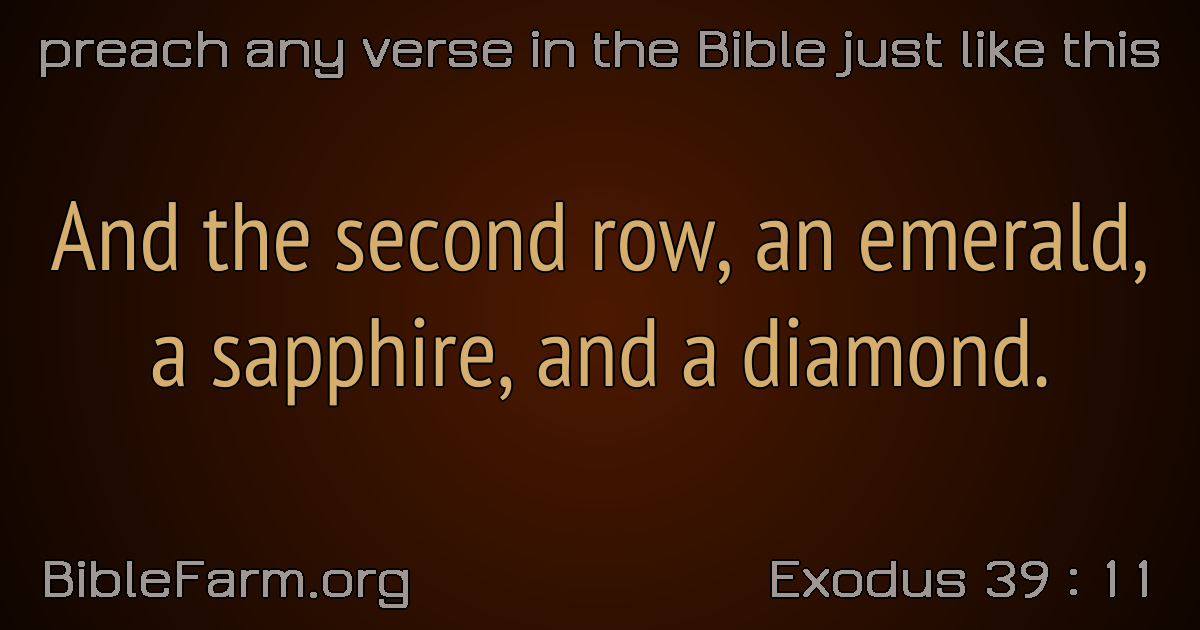 preach any verse in the Bible just like this
And the second row, an emerald,
a sapphire, and a diamond.
BibleFarm.org
Exodus 39 : 11